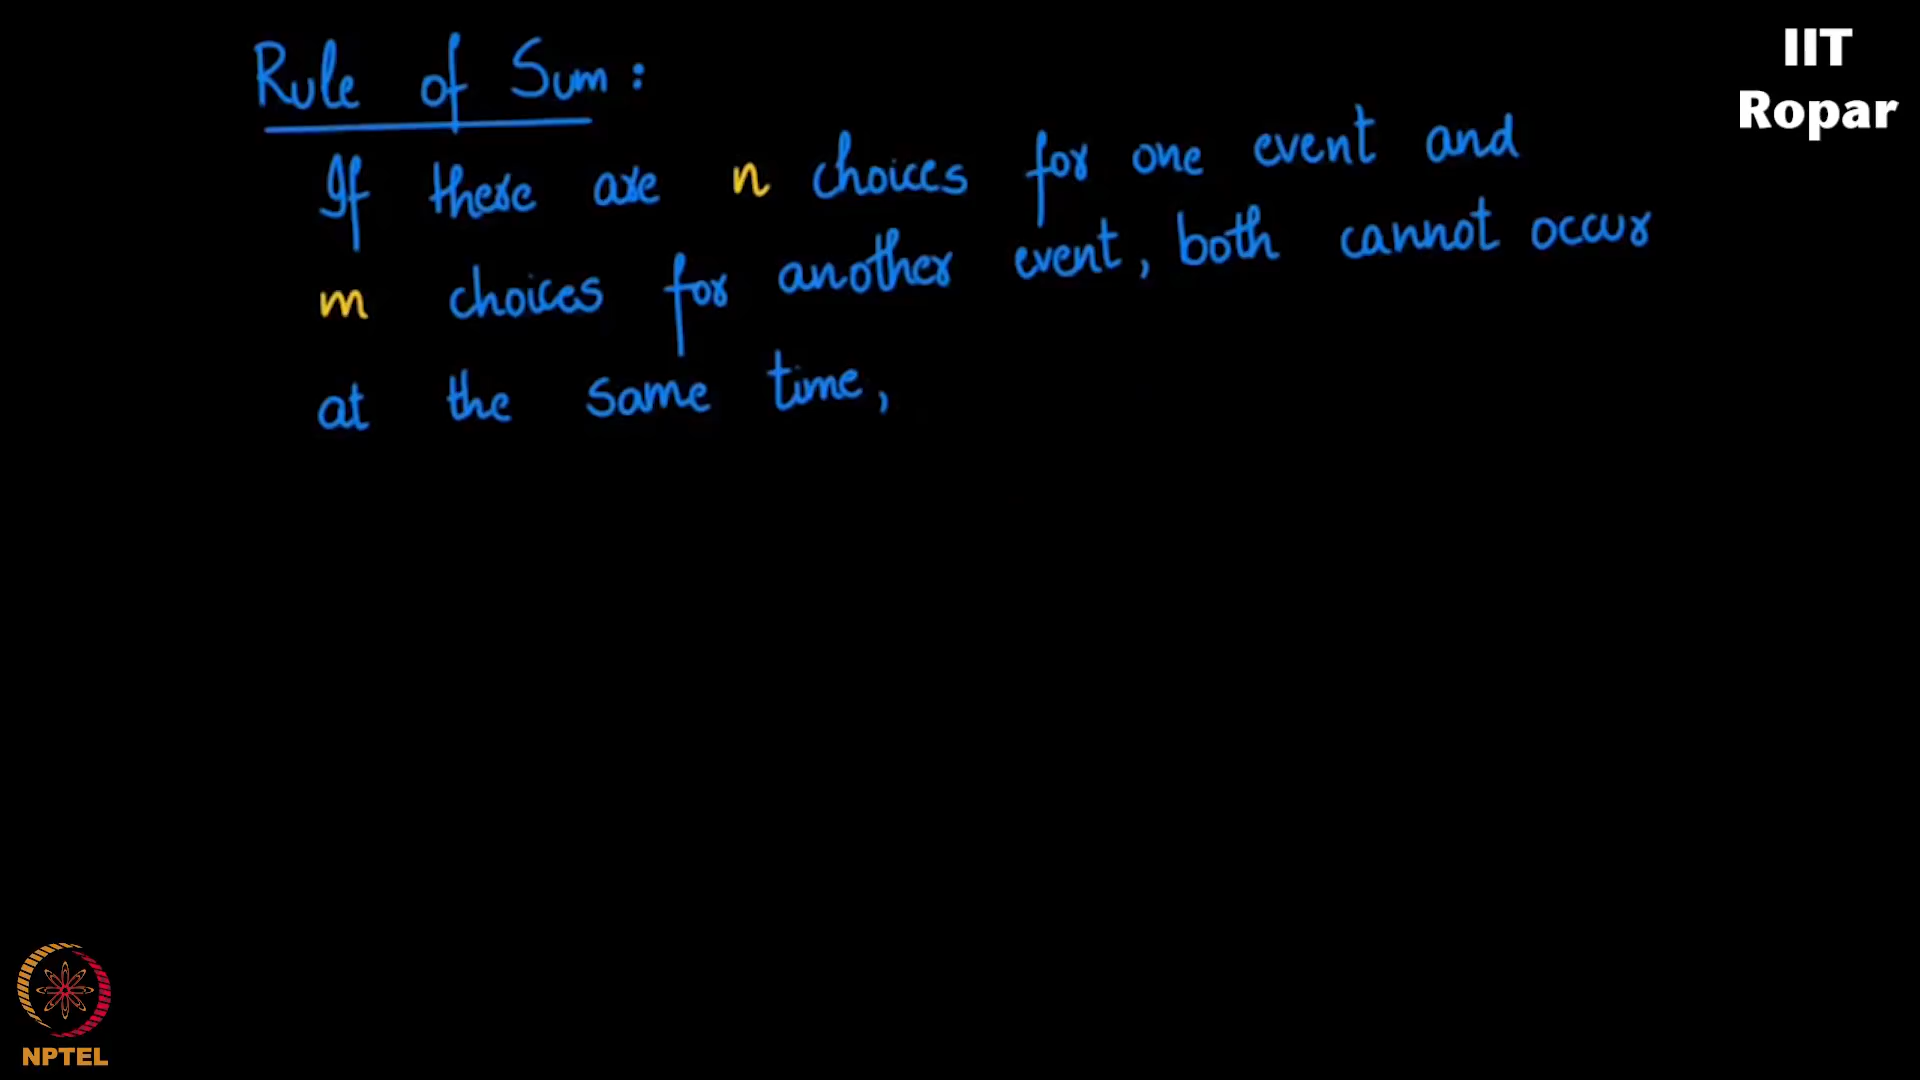 Rule of Sum:
If there are n choices for one event and
m choices for another event, both cannot occur
at the same time,
IIT
Ropar
NPTEL